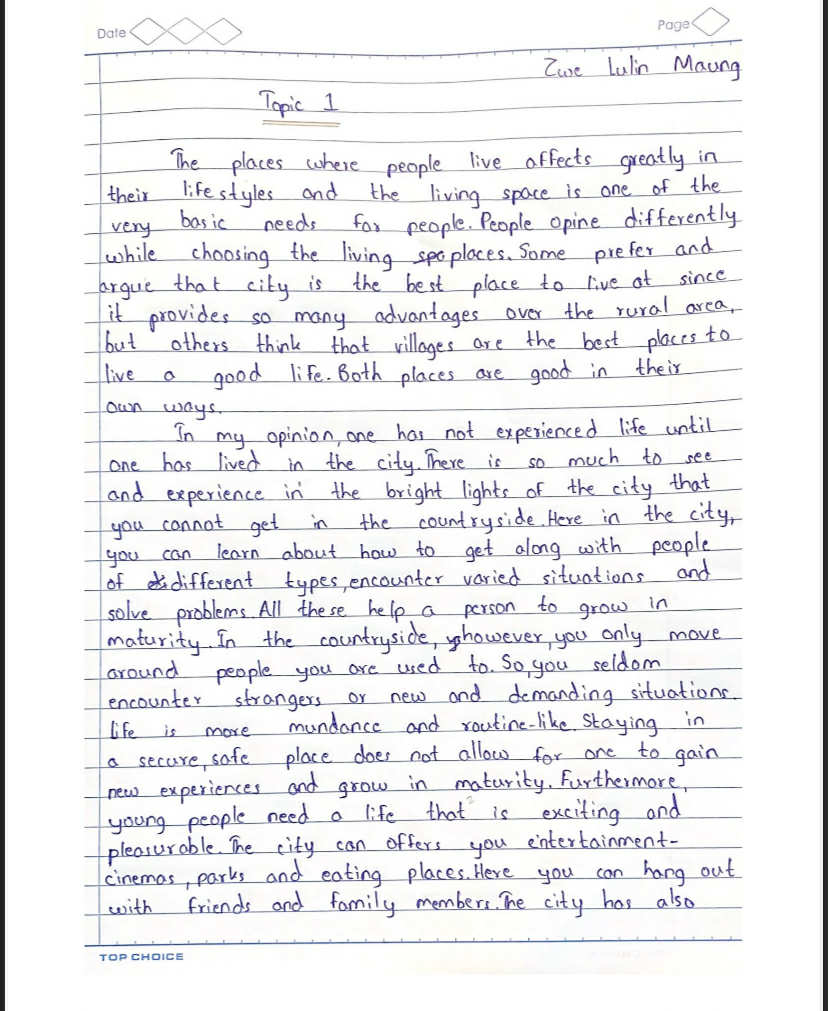 Date
Page
Zwe Lulin Maung
Topic 1
The places where people live affects greatly in
their lifestyles and the living space is one of the
very basic needs for people. People opine differently
while choosing the living spa places. Some prefer and
argue that city is the best place to live at since
it provides so many advantages over the rural area,
but others think that villages are the best places to
live a good life. Both places are good in their
own ways.
In my opinion, one has not experienced life until
one has lived in the city. There is so much to see
and experience in the bright lights of the city that
you cannot get in the countryside. Here in the city,
you can learn about how to get along with people
of different types, encounter varied situations and
solve problems. All these help a person to grow in
maturity. In the countryside, however, you only move
around people you are used to. So, you seldom
encounter strangers or new and demanding situations.
Life is more mundance and routine-like. Staying in
a secure, safe place does not allow for one to gain
new experiences and grow in maturity. Furthermore,
young people need a life that is exciting and
pleasurable. The city can offers you entertainment-
cinemas, parks and eating places. Here you can hang out
with friends and family members. The city has also
TOP CHOICE